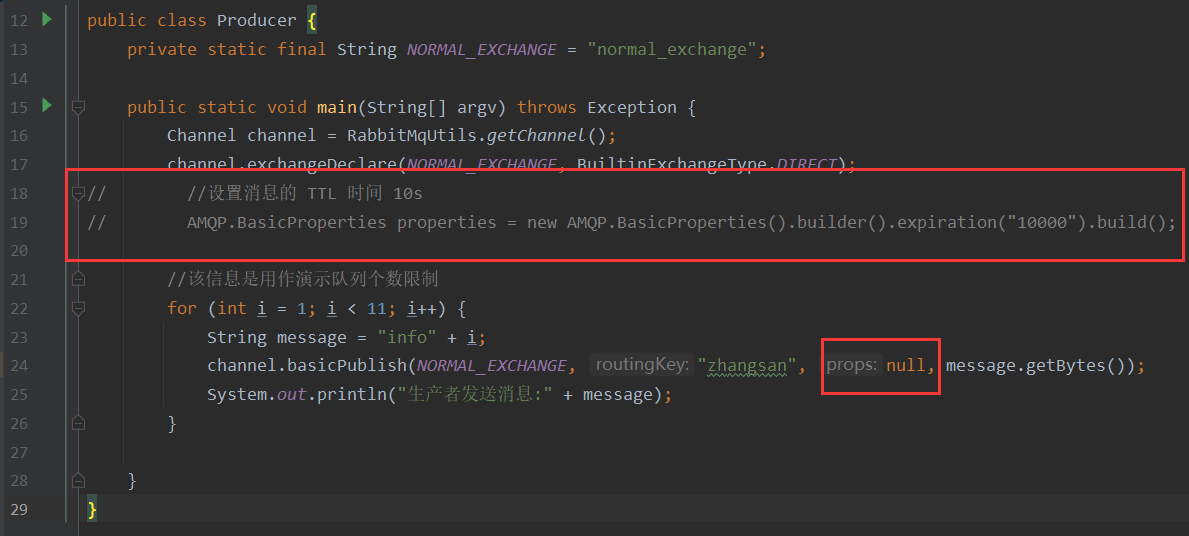 12 public class Producer {
13 private static final String NORMAL_EXCHANGE = "normal_exchange";
14
15 public static void main(String[] argv) throws Exception {
16 Channel channel = RabbitMqUtils.getChannel();
17 channel.exchangeDeclare(NORMAL_EXCHANGE, BuiltinExchangeType.DIRECT);
18 // //设置消息的 TTL 时间 10s
19 // AMQP.BasicProperties properties = new AMQP.BasicProperties().builder().expiration("10000").build();
20
21 //该信息是用作演示队列个数限制
22 for (int i = 1; i < 11; i++) {
23 String message = "info" + i;
24 channel.basicPublish(NORMAL_EXCHANGE, routingKey: "zhangsan", props: null, message.getBytes());
25 System.out.println("生产者发送消息:" + message);
26 }
27
28 }
29 }